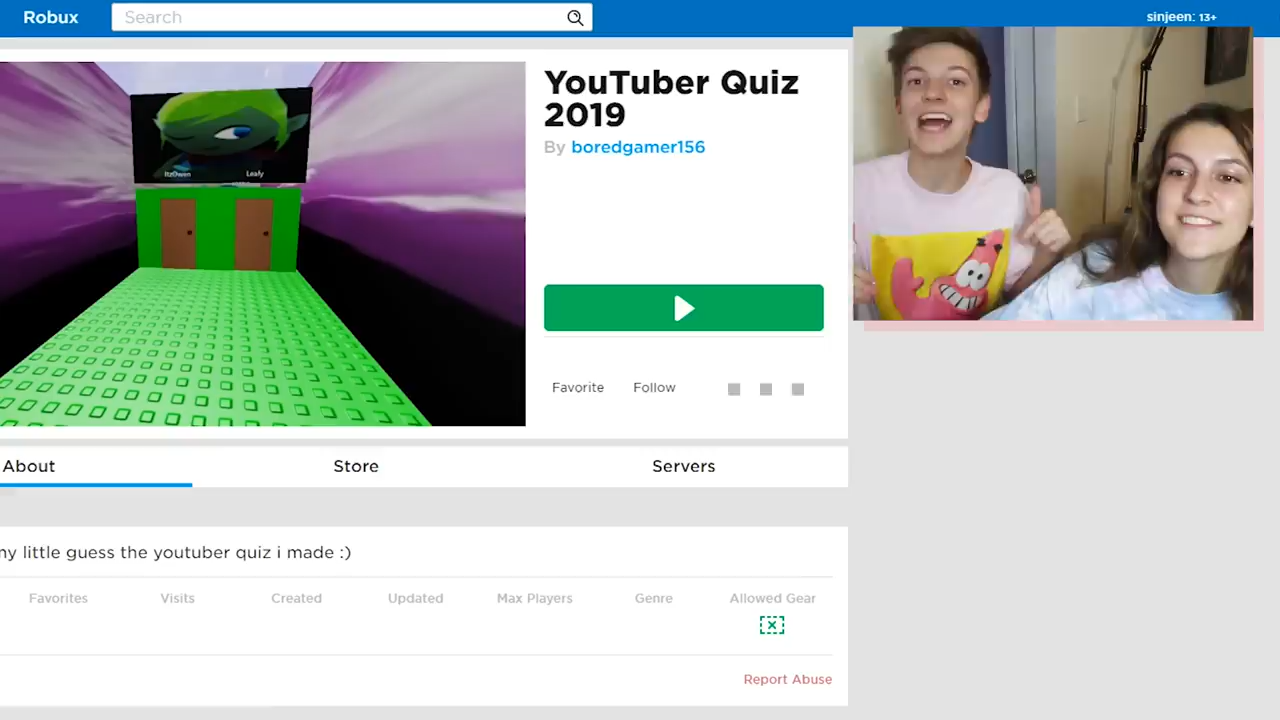 Robux
Search
sinjeen: 13+
YouTuber Quiz
2019
By boredgamer156
ItzOwen
Leafy
Favorite
Follow
About
Store
Servers
my little guess the youtuber quiz i made :)
Favorites
Visits
Created
Updated
Max Players
Genre
Allowed Gear
Report Abuse